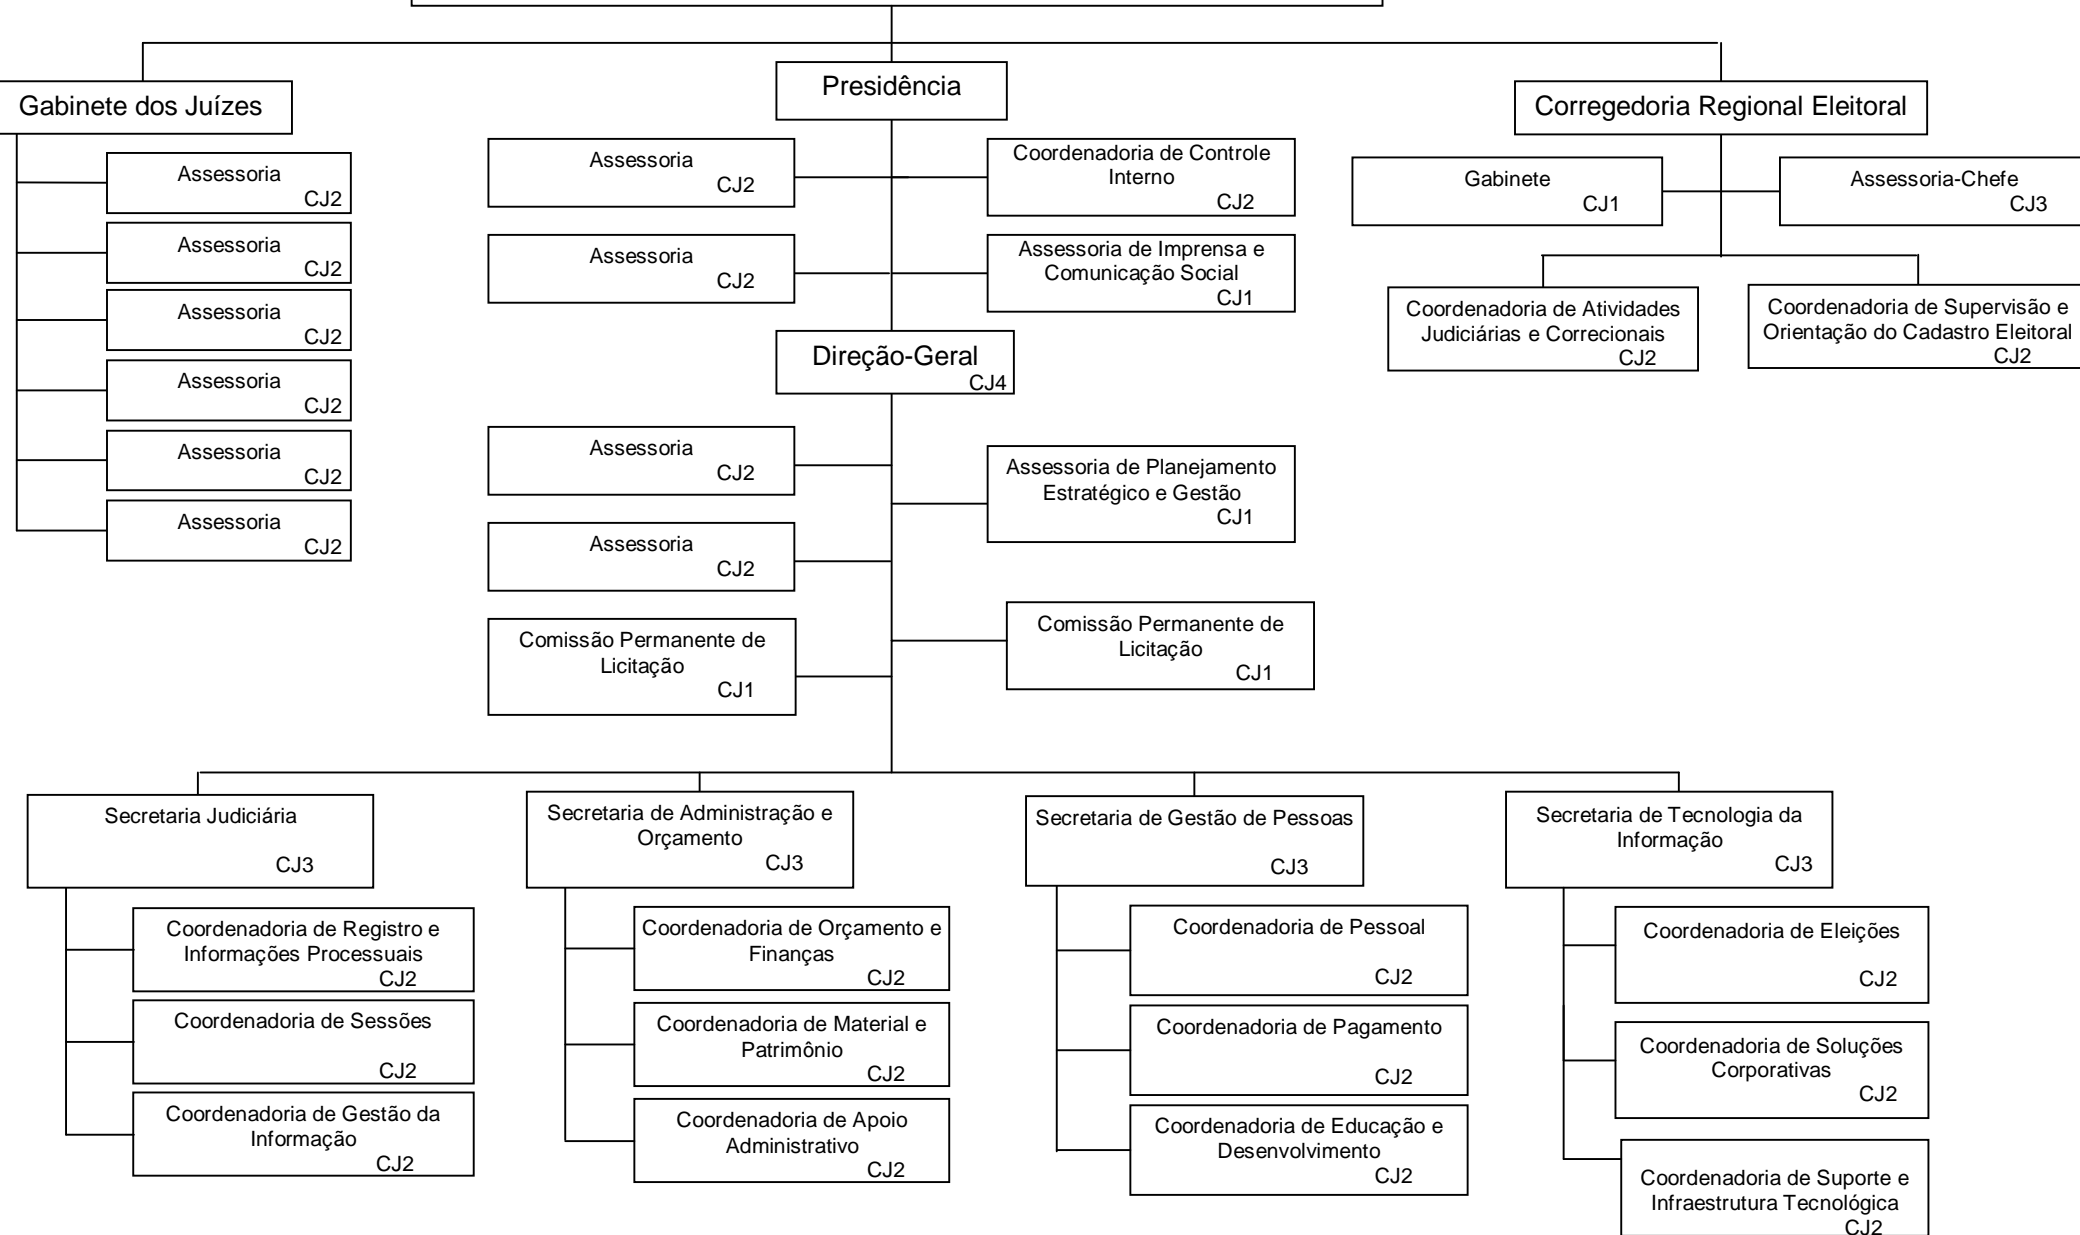 Presidência
Gabinete dos Juízes
Corregedoria Regional Eleitoral
Assessoria
CJ2
Assessoria
CJ2
Assessoria
CJ2
Assessoria
CJ2
Assessoria
CJ2
Assessoria
CJ2
Assessoria
CJ2
Coordenadoria de Controle
Interno
CJ2
Assessoria
CJ2
Assessoria de Imprensa e
Comunicação Social
CJ1
Gabinete
CJ1
Assessoria-Chefe
CJ3
Coordenadoria de Atividades
Judiciárias e Correcionais
CJ2
Coordenadoria de Supervisão e
Orientação do Cadastro Eleitoral
CJ2
Direção-Geral
CJ4
Assessoria
CJ2
Assessoria de Planejamento
Estratégico e Gestão
CJ1
Assessoria
CJ2
Comissão Permanente de
Licitação
CJ1
Comissão Permanente de
Licitação
CJ1
Secretaria Judiciária
CJ3
Coordenadoria de Registro e
Informações Processuais
CJ2
Coordenadoria de Sessões
CJ2
Coordenadoria de Gestão da
Informação
CJ2
Secretaria de Administração e
Orçamento
CJ3
Coordenadoria de Orçamento e
Finanças
CJ2
Coordenadoria de Material e
Patrimônio
CJ2
Coordenadoria de Apoio
Administrativo
CJ2
Secretaria de Gestão de Pessoas
CJ3
Coordenadoria de Pessoal
CJ2
Coordenadoria de Pagamento
CJ2
Coordenadoria de Educação e
Desenvolvimento
CJ2
Secretaria de Tecnologia da
Informação
CJ3
Coordenadoria de Eleições
CJ2
Coordenadoria de Soluções
Corporativas
CJ2
Coordenadoria de Suporte e
Infraestrutura Tecnológica
CJ2